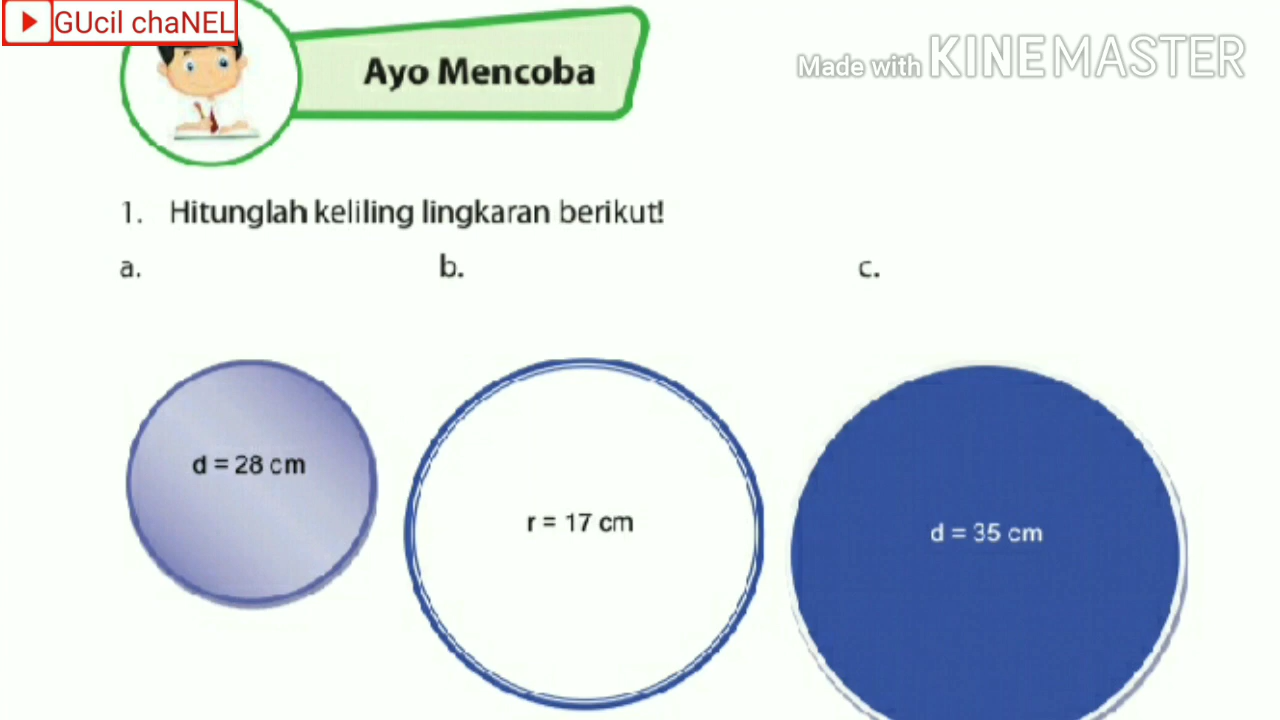 GUcil chaNEL
Made with KINEMASTER
Ayo Mencoba
1. Hitunglah keliling lingkaran berikut!
a. b. c.
d = 28 cm
r = 17 cm
d = 35 cm